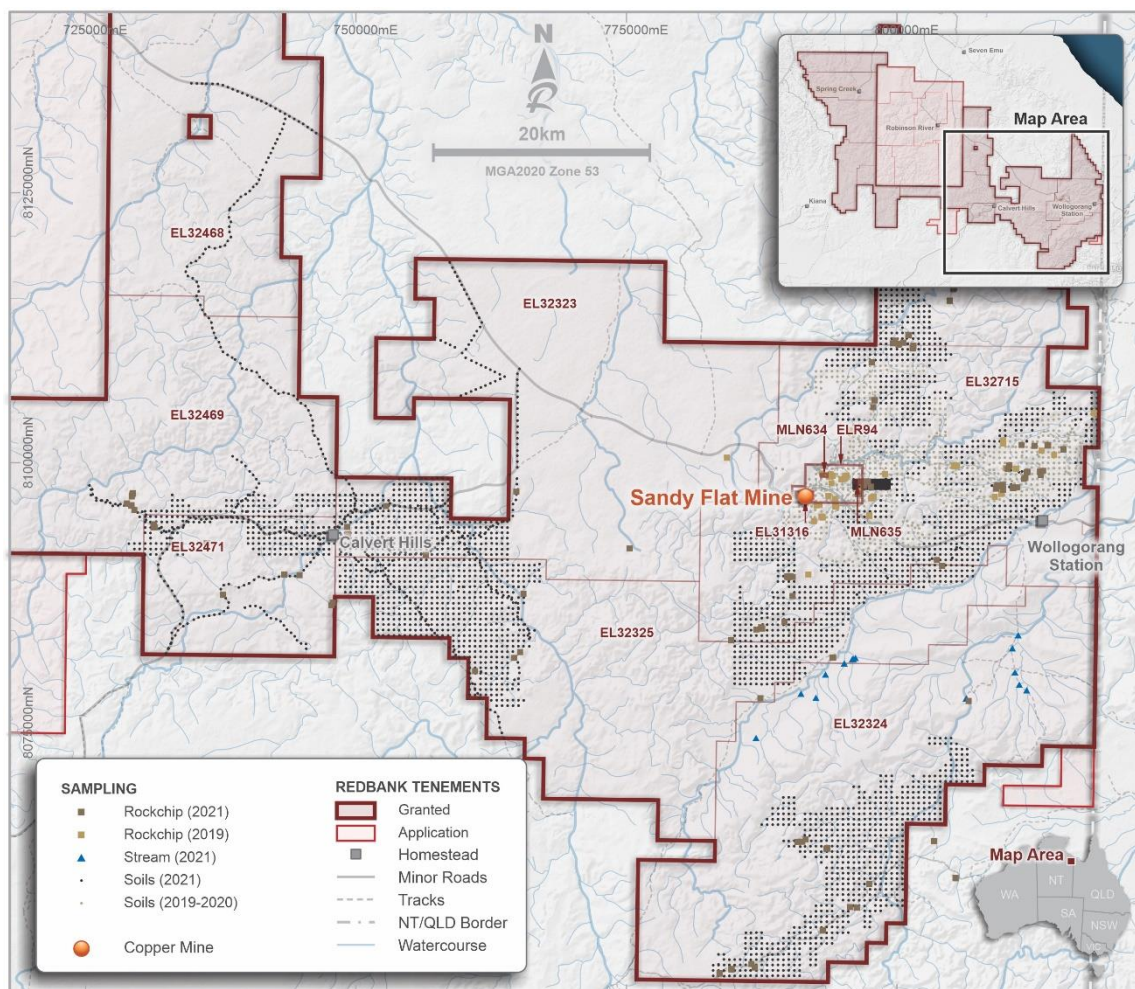 725000mE
750000mE
775000mE
800000mE
N
R
20km
MGA2020 Zone 53
8125000mN
8100000mN
8075000mN
Seven Emu
Spring Creek
Robinson River
Map Area
Kiana
Calvert Hills
Wollogorang
Station
EL32468
EL32323
EL32469
EL32715
MLN634
ELR94
Sandy Flat Mine
EL31316
MLN635
EL32471
Calvert Hills
Wollogorang
Station
EL32325
EL32324
SAMPLING
Rockchip (2021)
Rockchip (2019)
Stream (2021)
Soils (2021)
Soils (2019-2020)
Copper Mine
REDBANK TENEMENTS
Granted
Application
Homestead
Minor Roads
Tracks
NT/QLD Border
Watercourse
Map Area
WA
NT
QLD
SA
NSW
VIC